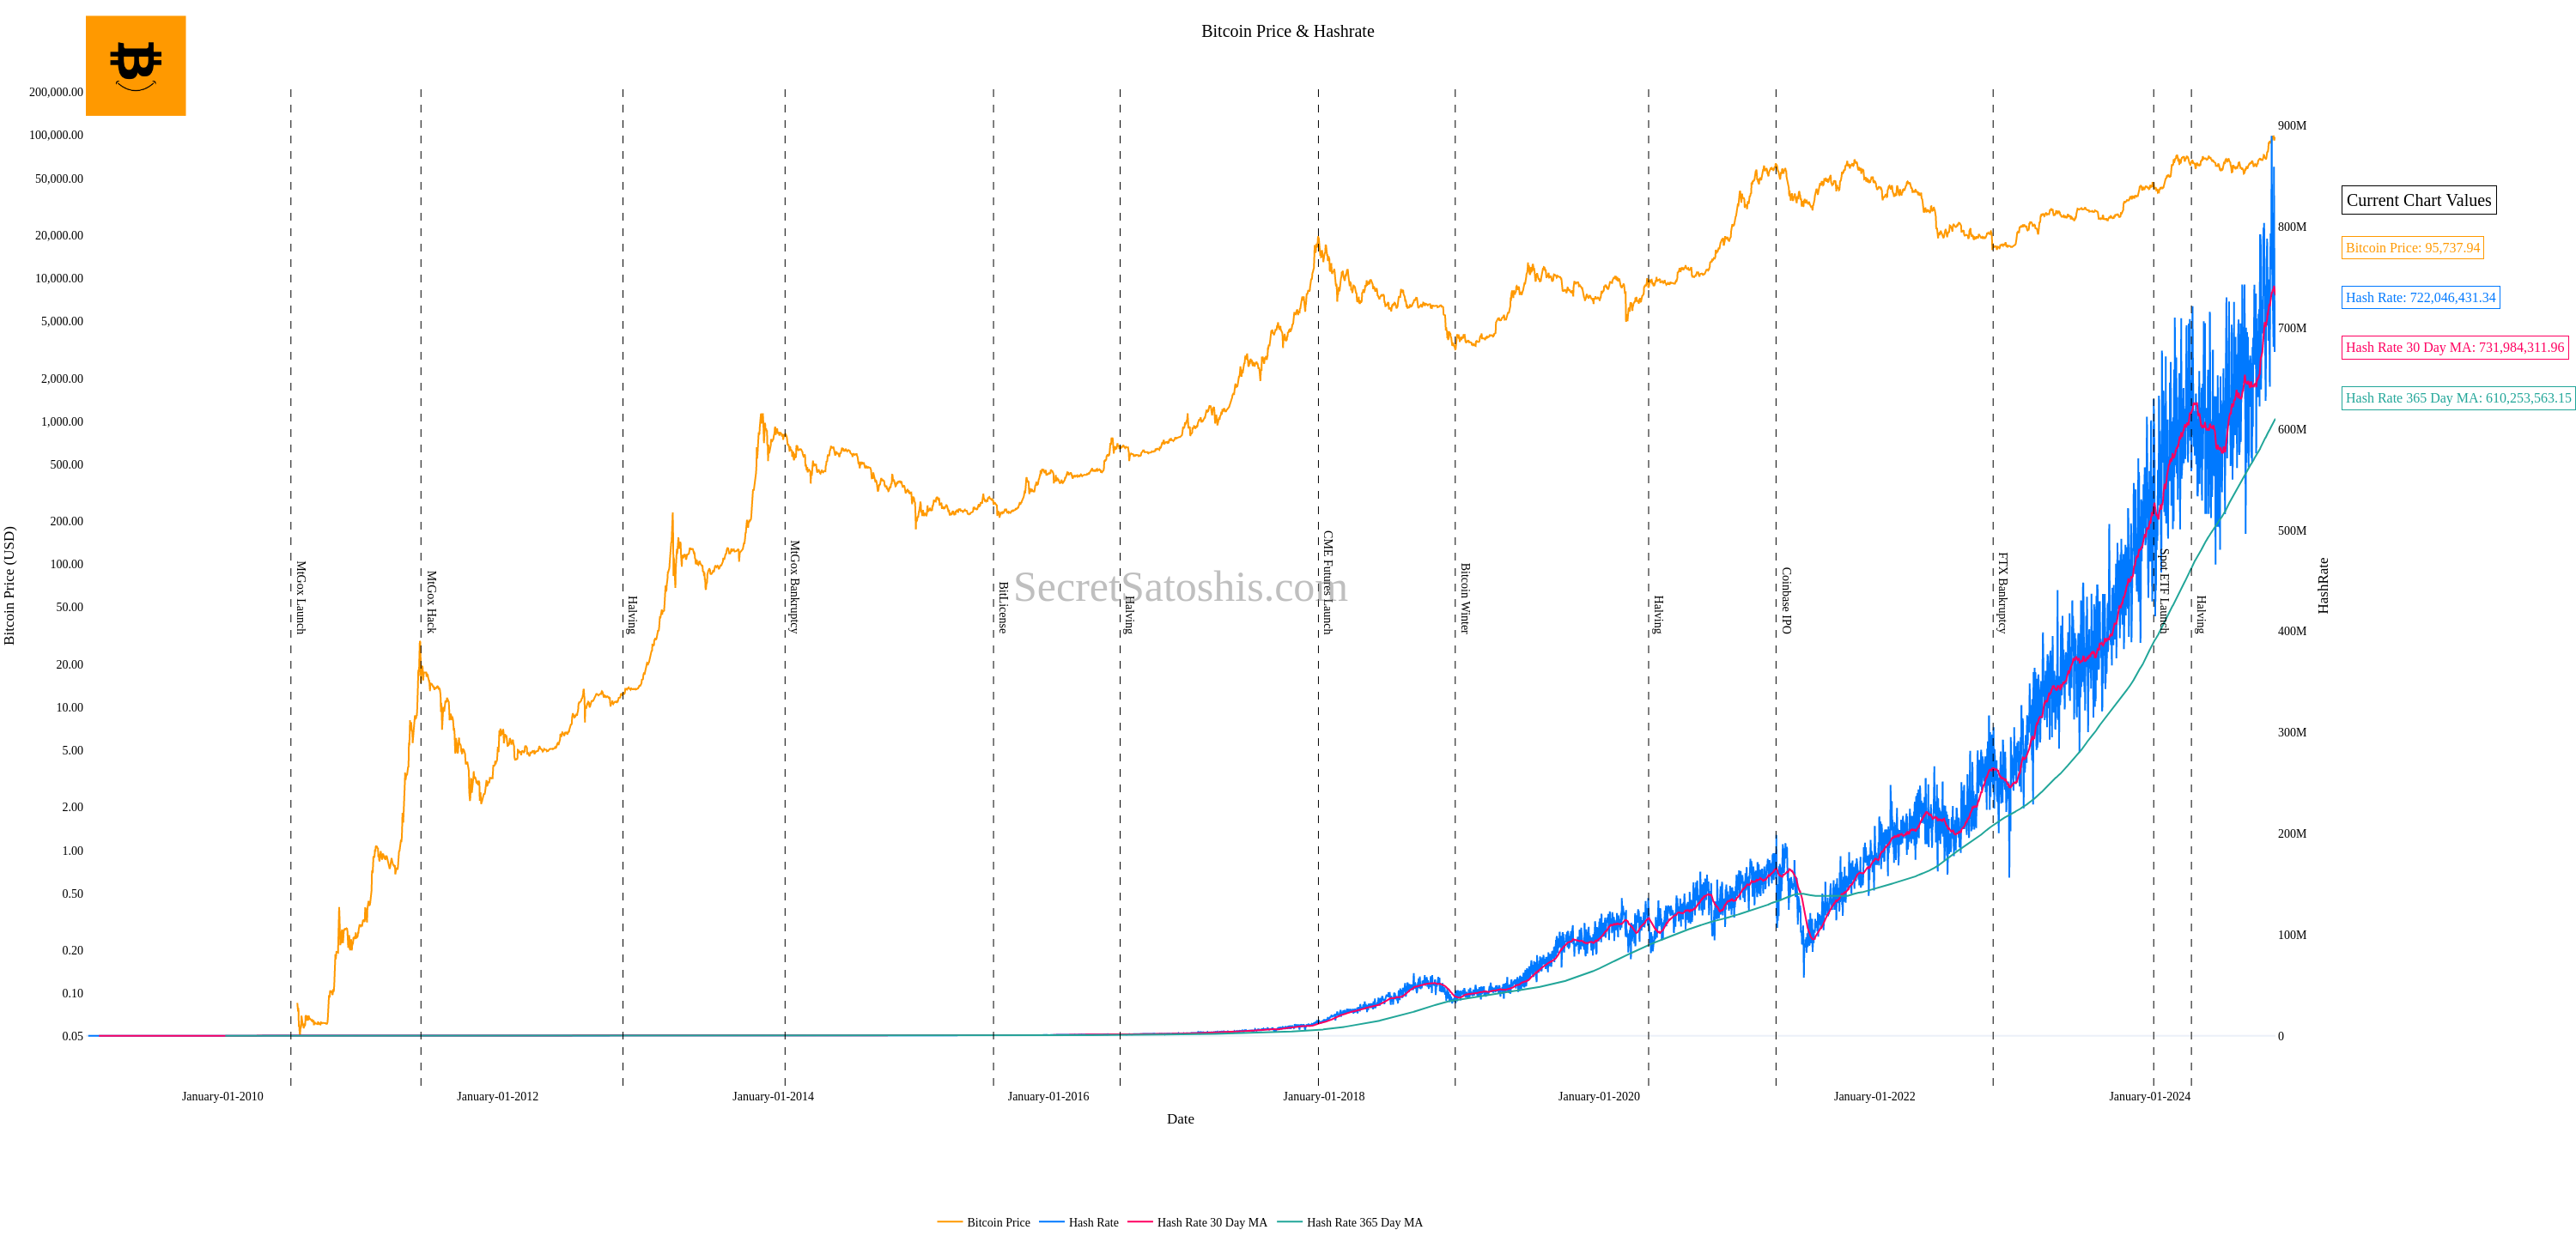 Bitcoin Price & Hashrate
200,000.00
100,000.00
50,000.00
20,000.00
10,000.00
5,000.00
2,000.00
1,000.00
500.00
200.00
100.00
50.00
20.00
10.00
5.00
2.00
1.00
0.50
0.20
0.10
0.05
Bitcoin Price (USD)
MtGox Launch
MtGox Hack
Halving
MtGox Bankruptcy
BitLicense
Halving
CME Futures Launch
Bitcoin Winter
Halving
Coinbase IPO
FTX Bankruptcy
Spot ETF Launch
Halving
SecretSatoshis.com
900M
800M
700M
600M
500M
400M
300M
200M
100M
0
HashRate
Current Chart Values
Bitcoin Price: 95,737.94
Hash Rate: 722,046,431.34
Hash Rate 30 Day MA: 731,984,311.96
Hash Rate 365 Day MA: 610,253,563.15
January-01-2010
January-01-2012
January-01-2014
January-01-2016
January-01-2018
January-01-2020
January-01-2022
January-01-2024
Date
Bitcoin Price
Hash Rate
Hash Rate 30 Day MA
Hash Rate 365 Day MA